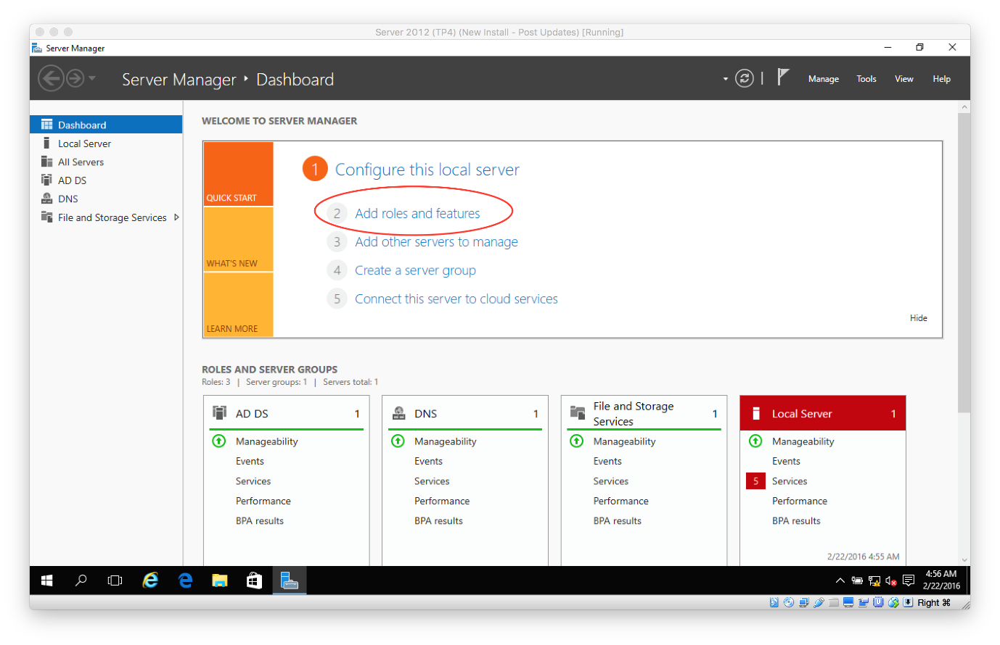 Server 2012 (TP4) (New Install - Post Updates) [Running]
Server Manager
Server Manager ‣ Dashboard
Manage Tools View Help
Dashboard
Local Server
All Servers
AD DS
DNS
File and Storage Services
WELCOME TO SERVER MANAGER
QUICK START
WHAT'S NEW
LEARN MORE
1 Configure this local server
2 Add roles and features
3 Add other servers to manage
4 Create a server group
5 Connect this server to cloud services
Hide
ROLES AND SERVER GROUPS
Roles: 3 | Server groups: 1 | Servers total: 1
AD DS 1
Manageability
Events
Services
Performance
BPA results
DNS 1
Manageability
Events
Services
Performance
BPA results
File and Storage
Services 1
Manageability
Events
Services
Performance
BPA results
Local Server 1
Manageability
Events
5 Services
Performance
BPA results
2/22/2016 4:55 AM
4:56 AM
2/22/2016
Right ⌘